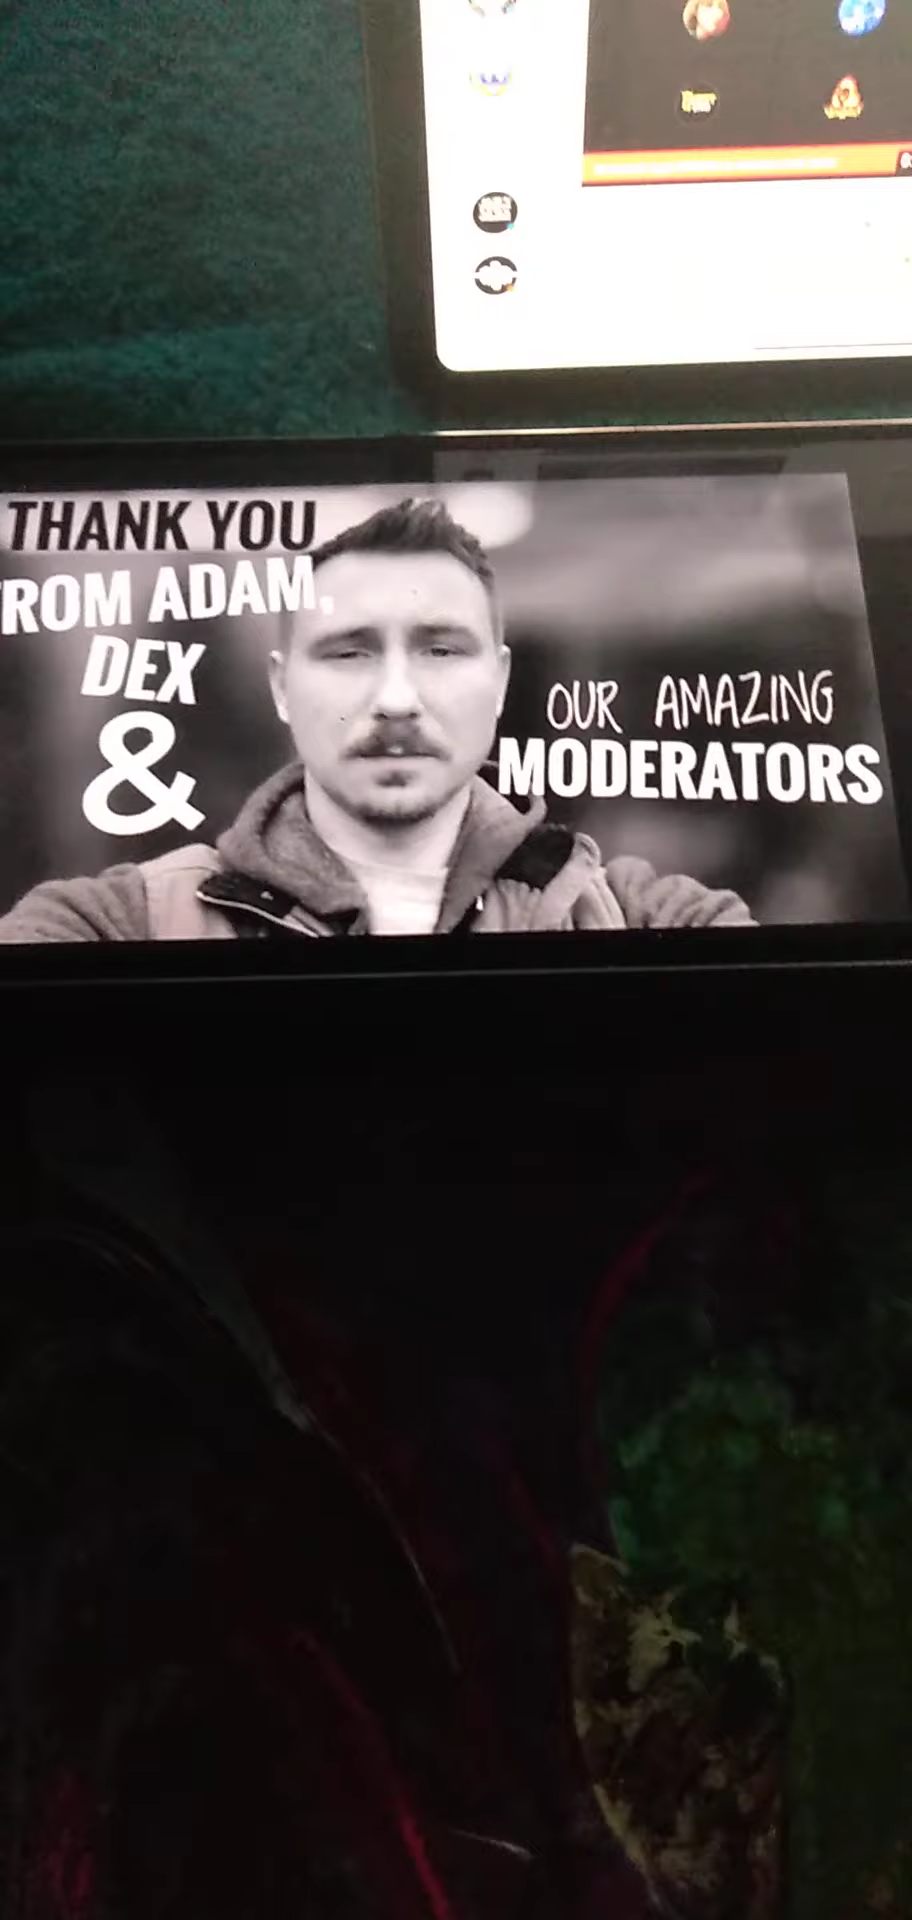 THANK YOU
ROM ADAM,
DEX
&
OUR AMAZING
MODERATORS